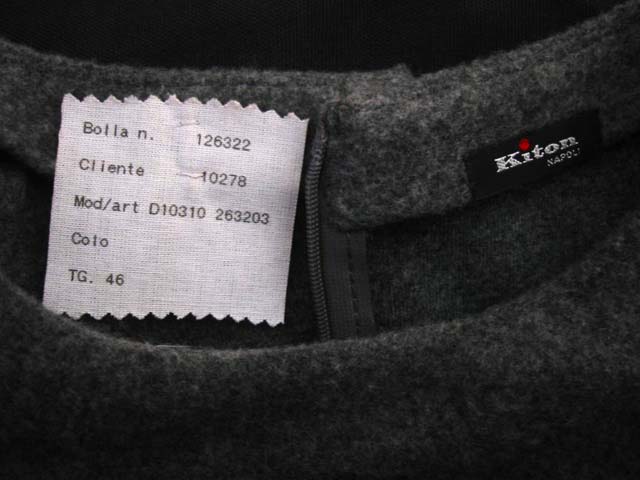 Bolla n. 126322
Cliente 10278
Mod/art D10310 263203
Colo
TG. 46
Kiton
NAPOLI